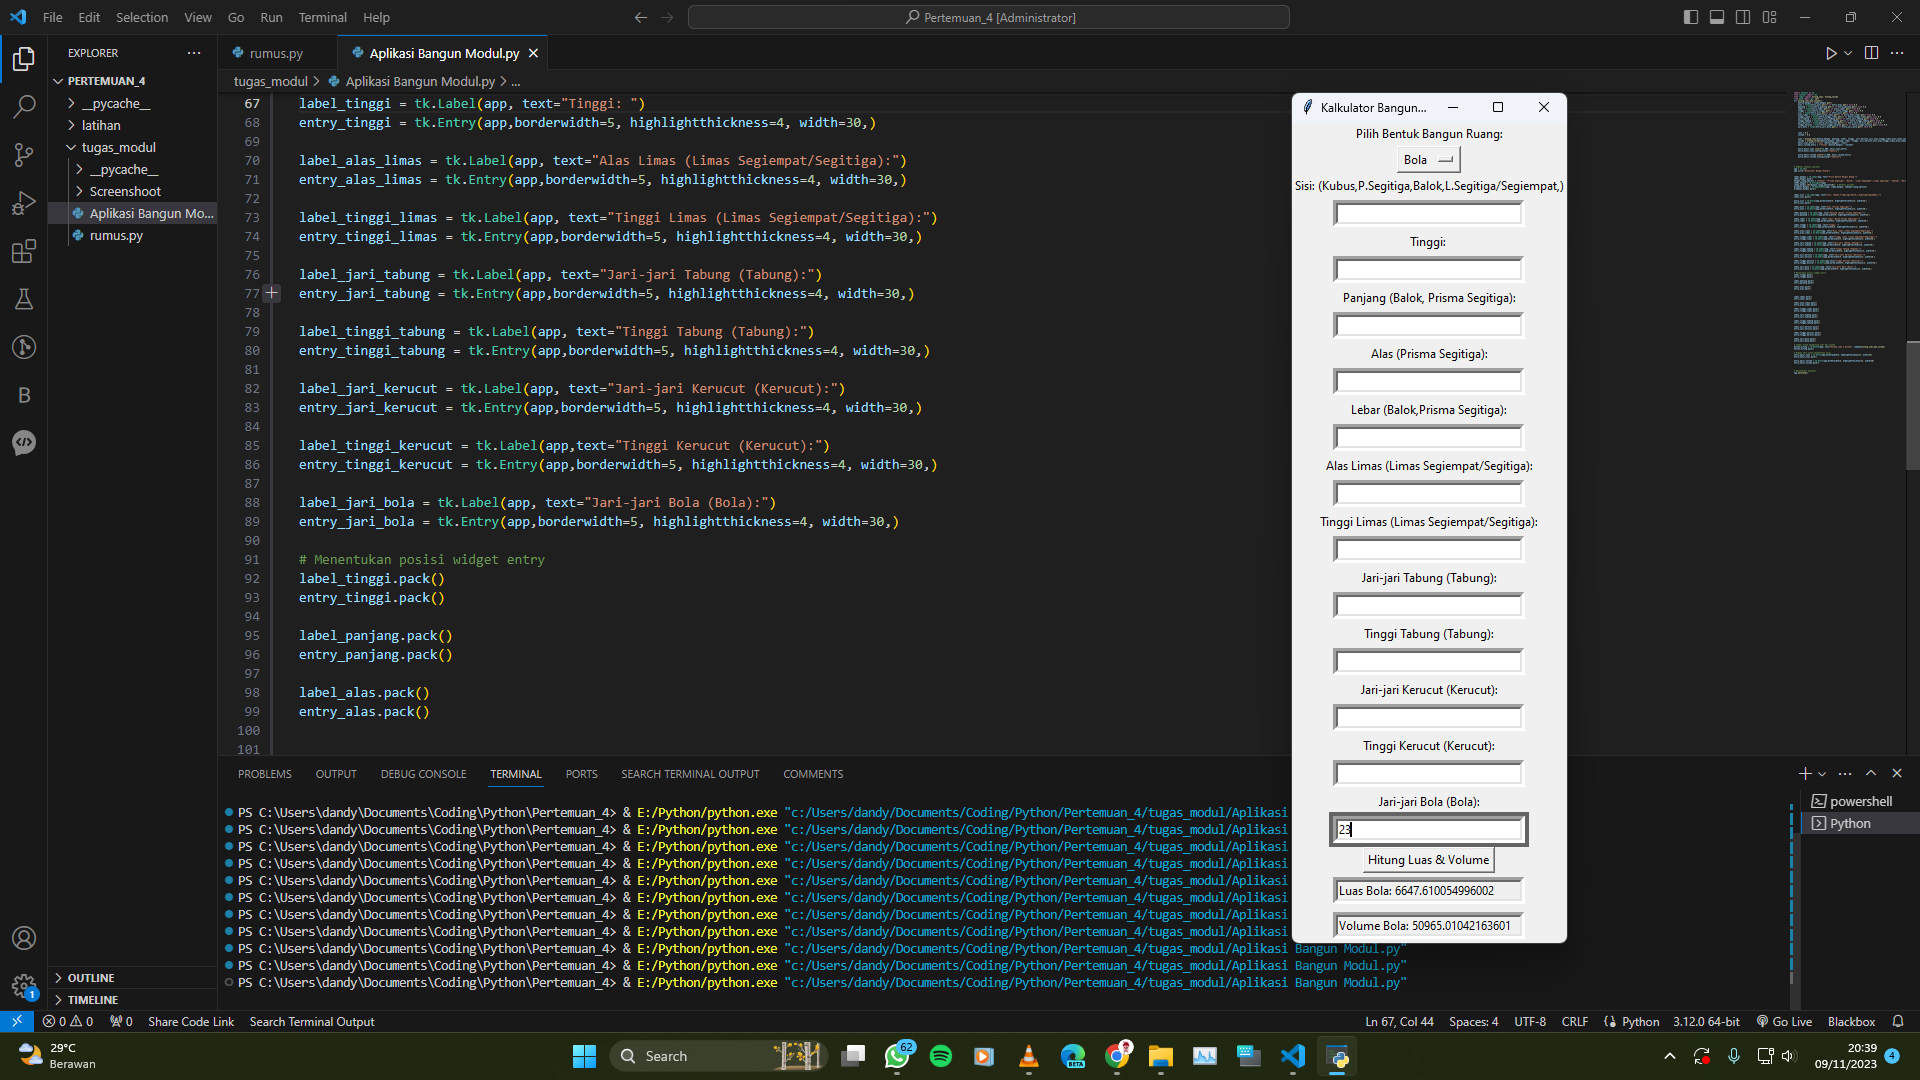 File Edit Selection View Go Run Terminal Help
Pertemuan_4 [Administrator]
EXPLORER
PERTEMUAN_4
__pycache__
latihan
tugas_modul
__pycache__
Screenshoot
Aplikasi Bangun Mo...
rumus.py
OUTLINE
TIMELINE
rumus.py
Aplikasi Bangun Modul.py
tugas_modul > Aplikasi Bangun Modul.py > ...
67 label_tinggi = tk.Label(app, text="Tinggi: ")
68 entry_tinggi = tk.Entry(app,borderwidth=5, highlightthickness=4, width=30,)
69
70 label_alas_limas = tk.Label(app, text="Alas Limas (Limas Segiempat/Segitiga):")
71 entry_alas_limas = tk.Entry(app,borderwidth=5, highlightthickness=4, width=30,)
72
73 label_tinggi_limas = tk.Label(app, text="Tinggi Limas (Limas Segiempat/Segitiga):")
74 entry_tinggi_limas = tk.Entry(app,borderwidth=5, highlightthickness=4, width=30,)
75
76 label_jari_tabung = tk.Label(app, text="Jari-jari Tabung (Tabung):")
77 entry_jari_tabung = tk.Entry(app,borderwidth=5, highlightthickness=4, width=30,)
78
79 label_tinggi_tabung = tk.Label(app, text="Tinggi Tabung (Tabung):")
80 entry_tinggi_tabung = tk.Entry(app,borderwidth=5, highlightthickness=4, width=30,)
81
82 label_jari_kerucut = tk.Label(app, text="Jari-jari Kerucut (Kerucut):")
83 entry_jari_kerucut = tk.Entry(app,borderwidth=5, highlightthickness=4, width=30,)
84
85 label_tinggi_kerucut = tk.Label(app,text="Tinggi Kerucut (Kerucut):")
86 entry_tinggi_kerucut = tk.Entry(app,borderwidth=5, highlightthickness=4, width=30,)
87
88 label_jari_bola = tk.Label(app, text="Jari-jari Bola (Bola):")
89 entry_jari_bola = tk.Entry(app,borderwidth=5, highlightthickness=4, width=30,)
90
91 # Menentukan posisi widget entry
92 label_tinggi.pack()
93 entry_tinggi.pack()
94
95 label_panjang.pack()
96 entry_panjang.pack()
97
98 label_alas.pack()
99 entry_alas.pack()
100
101
PROBLEMS OUTPUT DEBUG CONSOLE TERMINAL PORTS SEARCH TERMINAL OUTPUT COMMENTS
PS C:\Users\dandy\Documents\Coding\Python\Pertemuan_4> & E:/Python/python.exe "c:/Users/dandy/Documents/Coding/Python/Pertemuan_4/tugas_modul/Aplikasi
PS C:\Users\dandy\Documents\Coding\Python\Pertemuan_4> & E:/Python/python.exe "c:/Users/dandy/Documents/Coding/Python/Pertemuan_4/tugas_modul/Aplikasi
PS C:\Users\dandy\Documents\Coding\Python\Pertemuan_4> & E:/Python/python.exe "c:/Users/dandy/Documents/Coding/Python/Pertemuan_4/tugas_modul/Aplikasi
PS C:\Users\dandy\Documents\Coding\Python\Pertemuan_4> & E:/Python/python.exe "c:/Users/dandy/Documents/Coding/Python/Pertemuan_4/tugas_modul/Aplikasi
PS C:\Users\dandy\Documents\Coding\Python\Pertemuan_4> & E:/Python/python.exe "c:/Users/dandy/Documents/Coding/Python/Pertemuan_4/tugas_modul/Aplikasi
PS C:\Users\dandy\Documents\Coding\Python\Pertemuan_4> & E:/Python/python.exe "c:/Users/dandy/Documents/Coding/Python/Pertemuan_4/tugas_modul/Aplikasi
PS C:\Users\dandy\Documents\Coding\Python\Pertemuan_4> & E:/Python/python.exe "c:/Users/dandy/Documents/Coding/Python/Pertemuan_4/tugas_modul/Aplikasi
PS C:\Users\dandy\Documents\Coding\Python\Pertemuan_4> & E:/Python/python.exe "c:/Users/dandy/Documents/Coding/Python/Pertemuan_4/tugas_modul/Aplikasi
PS C:\Users\dandy\Documents\Coding\Python\Pertemuan_4> & E:/Python/python.exe "c:/Users/dandy/Documents/Coding/Python/Pertemuan_4/tugas_modul/Aplikasi Bangun Modul.py"
PS C:\Users\dandy\Documents\Coding\Python\Pertemuan_4> & E:/Python/python.exe "c:/Users/dandy/Documents/Coding/Python/Pertemuan_4/tugas_modul/Aplikasi Bangun Modul.py"
PS C:\Users\dandy\Documents\Coding\Python\Pertemuan_4> & E:/Python/python.exe "c:/Users/dandy/Documents/Coding/Python/Pertemuan_4/tugas_modul/Aplikasi Bangun Modul.py"
powershell
Python
Kalkulator Bangun...
Pilih Bentuk Bangun Ruang:
Bola
Sisi: (Kubus,P.Segitiga,Balok,L.Segitiga/Segiempat,)
Tinggi:
Panjang (Balok, Prisma Segitiga):
Alas (Prisma Segitiga):
Lebar (Balok,Prisma Segitiga):
Alas Limas (Limas Segiempat/Segitiga):
Tinggi Limas (Limas Segiempat/Segitiga):
Jari-jari Tabung (Tabung):
Tinggi Tabung (Tabung):
Jari-jari Kerucut (Kerucut):
Tinggi Kerucut (Kerucut):
Jari-jari Bola (Bola):
23
Hitung Luas & Volume
Luas Bola: 6647.610054996002
Volume Bola: 50965.01042163601
0 0 0 Share Code Link Search Terminal Output
Ln 67, Col 44 Spaces: 4 UTF-8 CRLF Python 3.12.0 64-bit Go Live Blackbox
29°C
Berawan
Search
62
BETA
20:39
09/11/2023
4